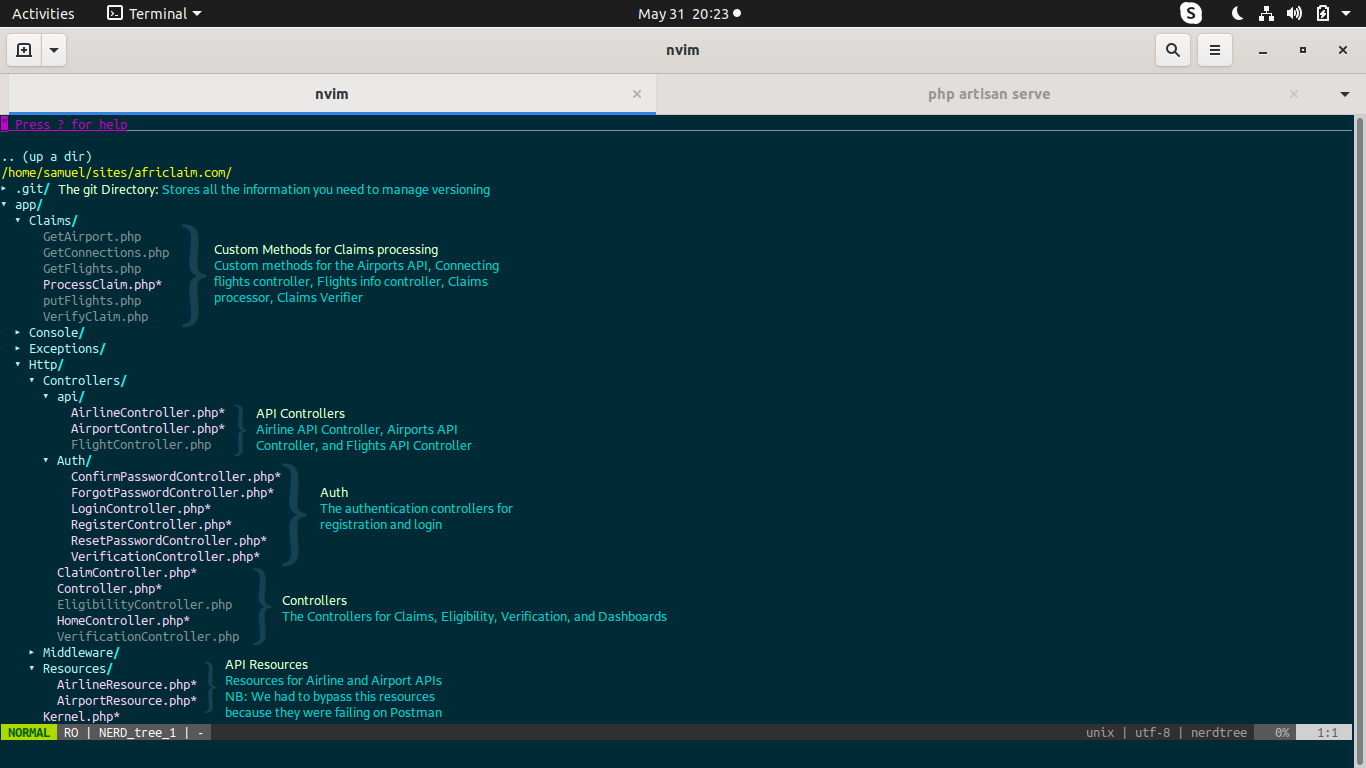 Activities Terminal May 31 20:23
nvim
nvim × php artisan serve ×
" Press ? for help
.. (up a dir)
/home/samuel/sites/africlaim.com/
▸ .git/ The git Directory: Stores all the information you need to manage versioning
▾ app/
▾ Claims/
GetAirport.php
GetConnections.php
GetFlights.php
ProcessClaim.php*
putFlights.php
VerifyClaim.php
Custom Methods for Claims processing
Custom methods for the Airports API, Connecting
flights controller, Flights info controller, Claims
processor, Claims Verifier
▸ Console/
▸ Exceptions/
▾ Http/
▾ Controllers/
▾ api/
AirlineController.php*
AirportController.php*
FlightController.php
API Controllers
Airline API Controller, Airports API
Controller, and Flights API Controller
▾ Auth/
ConfirmPasswordController.php*
ForgotPasswordController.php*
LoginController.php*
RegisterController.php*
ResetPasswordController.php*
VerificationController.php*
Auth
The authentication controllers for
registration and login
ClaimController.php*
Controller.php*
EligibilityController.php
HomeController.php*
VerificationController.php
Controllers
The Controllers for Claims, Eligibility, Verification, and Dashboards
▸ Middleware/
▾ Resources/
AirlineResource.php*
AirportResource.php*
API Resources
Resources for Airline and Airport APIs
NB: We had to bypass this resources
because they were failing on Postman
Kernel.php*
NORMAL RO | NERD_tree_1 | - unix | utf-8 | nerdtree 0% 1:1